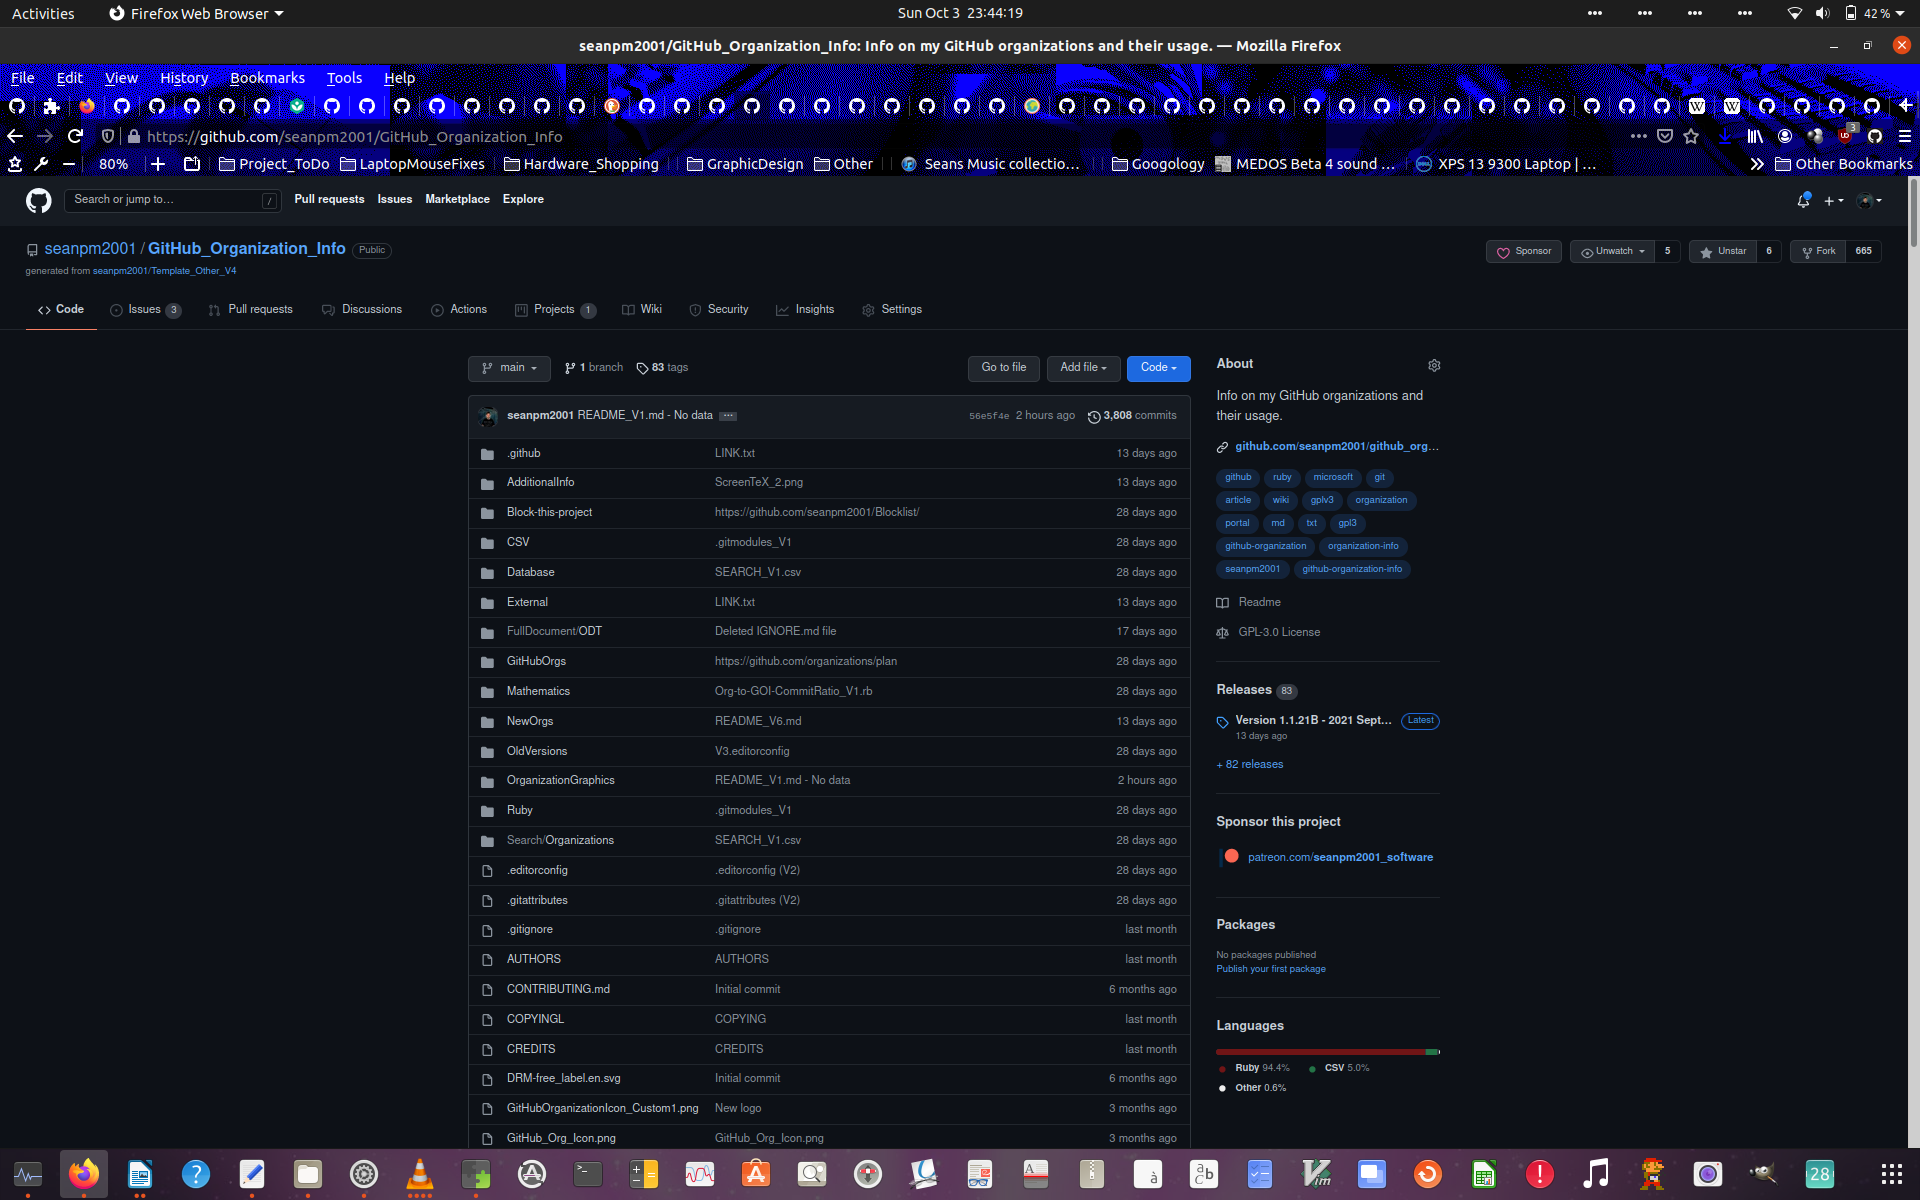 Activities Firefox Web Browser Sun Oct 3 23:44:19 42 %
seanpm2001/GitHub_Organization_Info: Info on my GitHub organizations and their usage. — Mozilla Firefox
File Edit View History Bookmarks Tools Help
https://github.com/seanpm2001/GitHub_Organization_Info 3
80% Project_ToDo LaptopMouseFixes Hardware_Shopping GraphicDesign Other Seans Music collectio… Googology MEDOS Beta 4 sound … XPS 13 9300 Laptop | … Other Bookmarks
Search or jump to… / Pull requests Issues Marketplace Explore
seanpm2001 / GitHub_Organization_Info Public Sponsor Unwatch 5 Unstar 6 Fork 665
generated from seanpm2001/Template_Other_V4
Code Issues 3 Pull requests Discussions Actions Projects 1 Wiki Security Insights Settings
main 1 branch 83 tags Go to file Add file Code
seanpm2001 README_V1.md - No data ... 56e5f4e 2 hours ago 3,808 commits
.github LINK.txt 13 days ago
AdditionalInfo ScreenTeX_2.png 13 days ago
Block-this-project https://github.com/seanpm2001/Blocklist/ 28 days ago
CSV .gitmodules_V1 28 days ago
Database SEARCH_V1.csv 28 days ago
External LINK.txt 13 days ago
FullDocument/ODT Deleted IGNORE.md file 17 days ago
GitHubOrgs https://github.com/organizations/plan 28 days ago
Mathematics Org-to-GOI-CommitRatio_V1.rb 28 days ago
NewOrgs README_V6.md 13 days ago
OldVersions V3.editorconfig 28 days ago
OrganizationGraphics README_V1.md - No data 2 hours ago
Ruby .gitmodules_V1 28 days ago
Search/Organizations SEARCH_V1.csv 28 days ago
.editorconfig .editorconfig (V2) 28 days ago
.gitattributes .gitattributes (V2) 28 days ago
.gitignore .gitignore last month
AUTHORS AUTHORS last month
CONTRIBUTING.md Initial commit 6 months ago
COPYINGL COPYING last month
CREDITS CREDITS last month
DRM-free_label.en.svg Initial commit 6 months ago
GitHubOrganizationIcon_Custom1.png New logo 3 months ago
GitHub_Org_Icon.png GitHub_Org_Icon.png 3 months ago
About
Info on my GitHub organizations and
their usage.
github.com/seanpm2001/github_org…
github ruby microsoft git
article wiki gplv3 organization
portal md txt gpl3
github-organization organization-info
seanpm2001 github-organization-info
Readme
GPL-3.0 License
Releases 83
Version 1.1.21B - 2021 Sept… Latest
13 days ago
+ 82 releases
Sponsor this project
patreon.com/seanpm2001_software
Packages
No packages published
Publish your first package
Languages
Ruby 94.4% CSV 5.0%
Other 0.6%
28